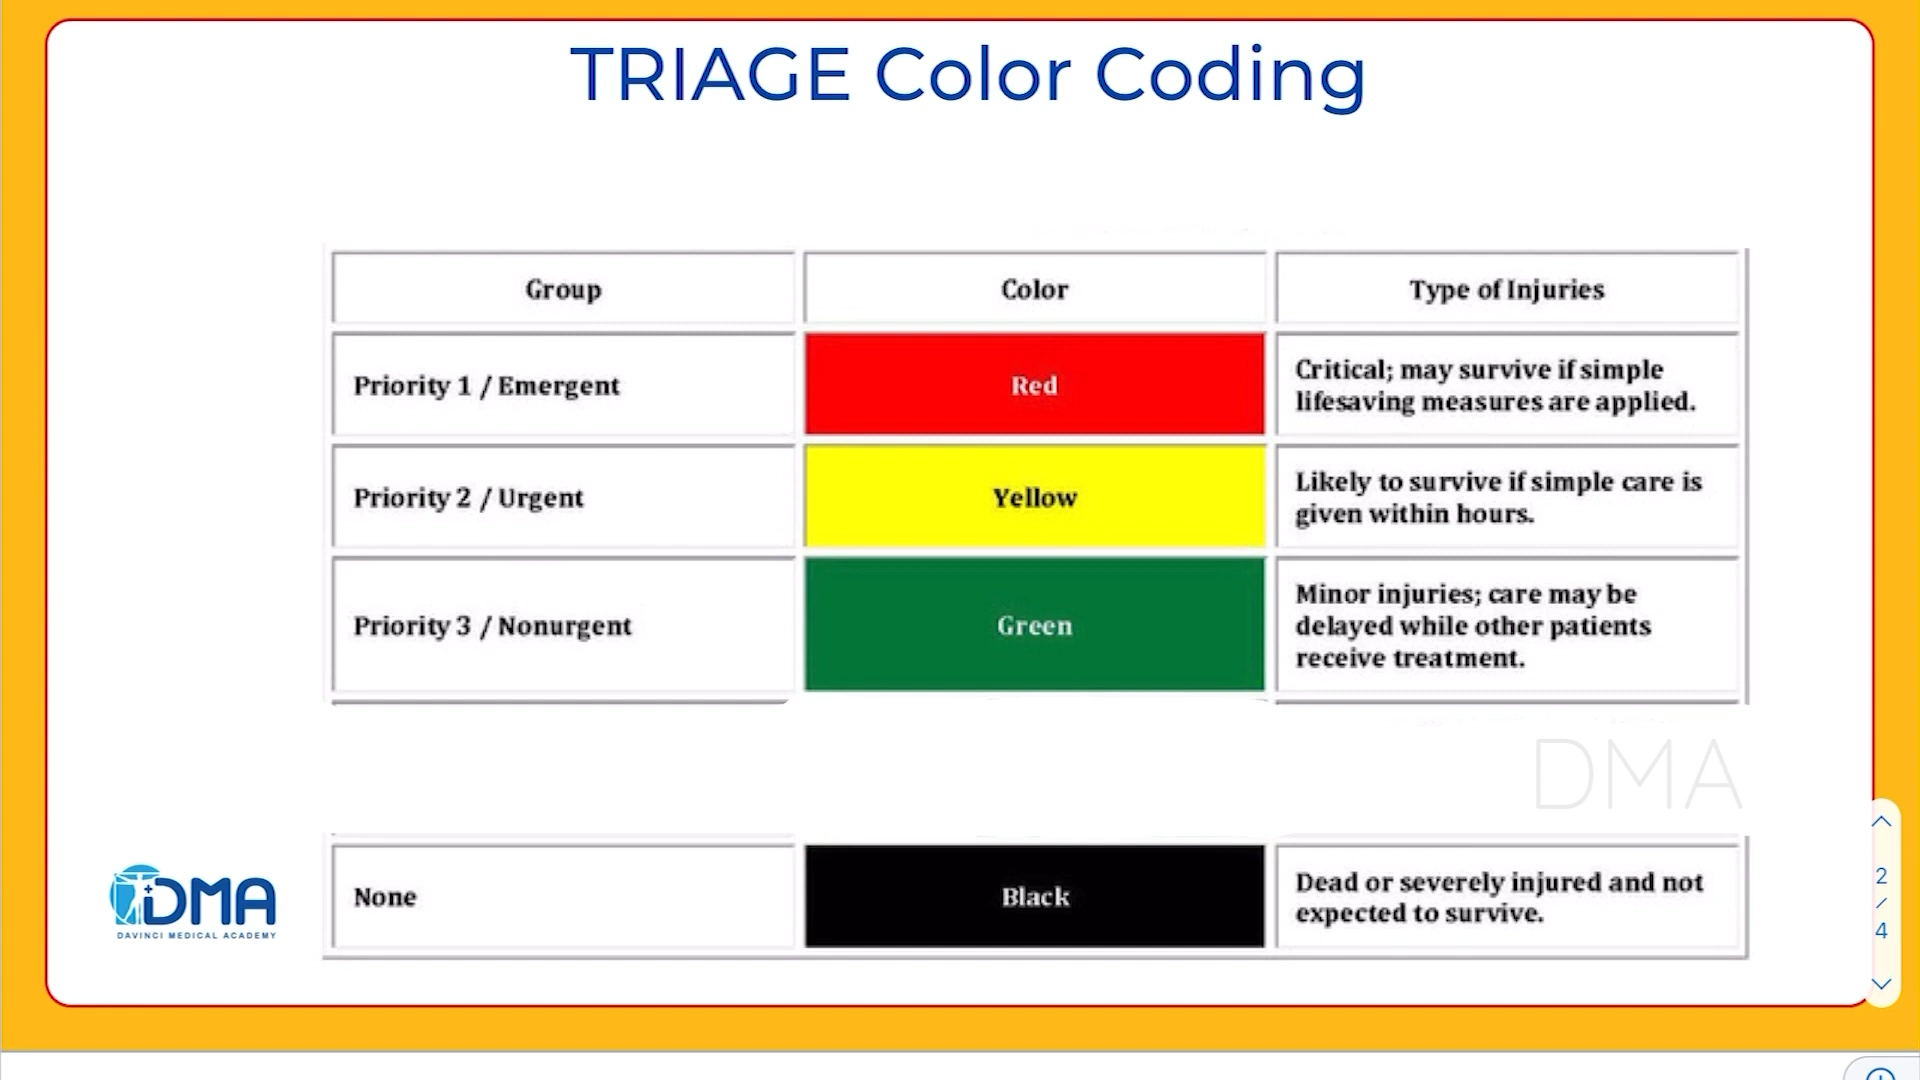 TRIAGE Color Coding
Group Color Type of Injuries
Priority 1 / Emergent Red Critical; may survive if simple
lifesaving measures are applied.
Priority 2 / Urgent Yellow Likely to survive if simple care is
given within hours.
Priority 3 / Nonurgent Green Minor injuries; care may be
delayed while other patients
receive treatment.
DMA
None Black Dead or severely injured and not
expected to survive.
DMA
DAVINCI MEDICAL ACADEMY
2
/
4